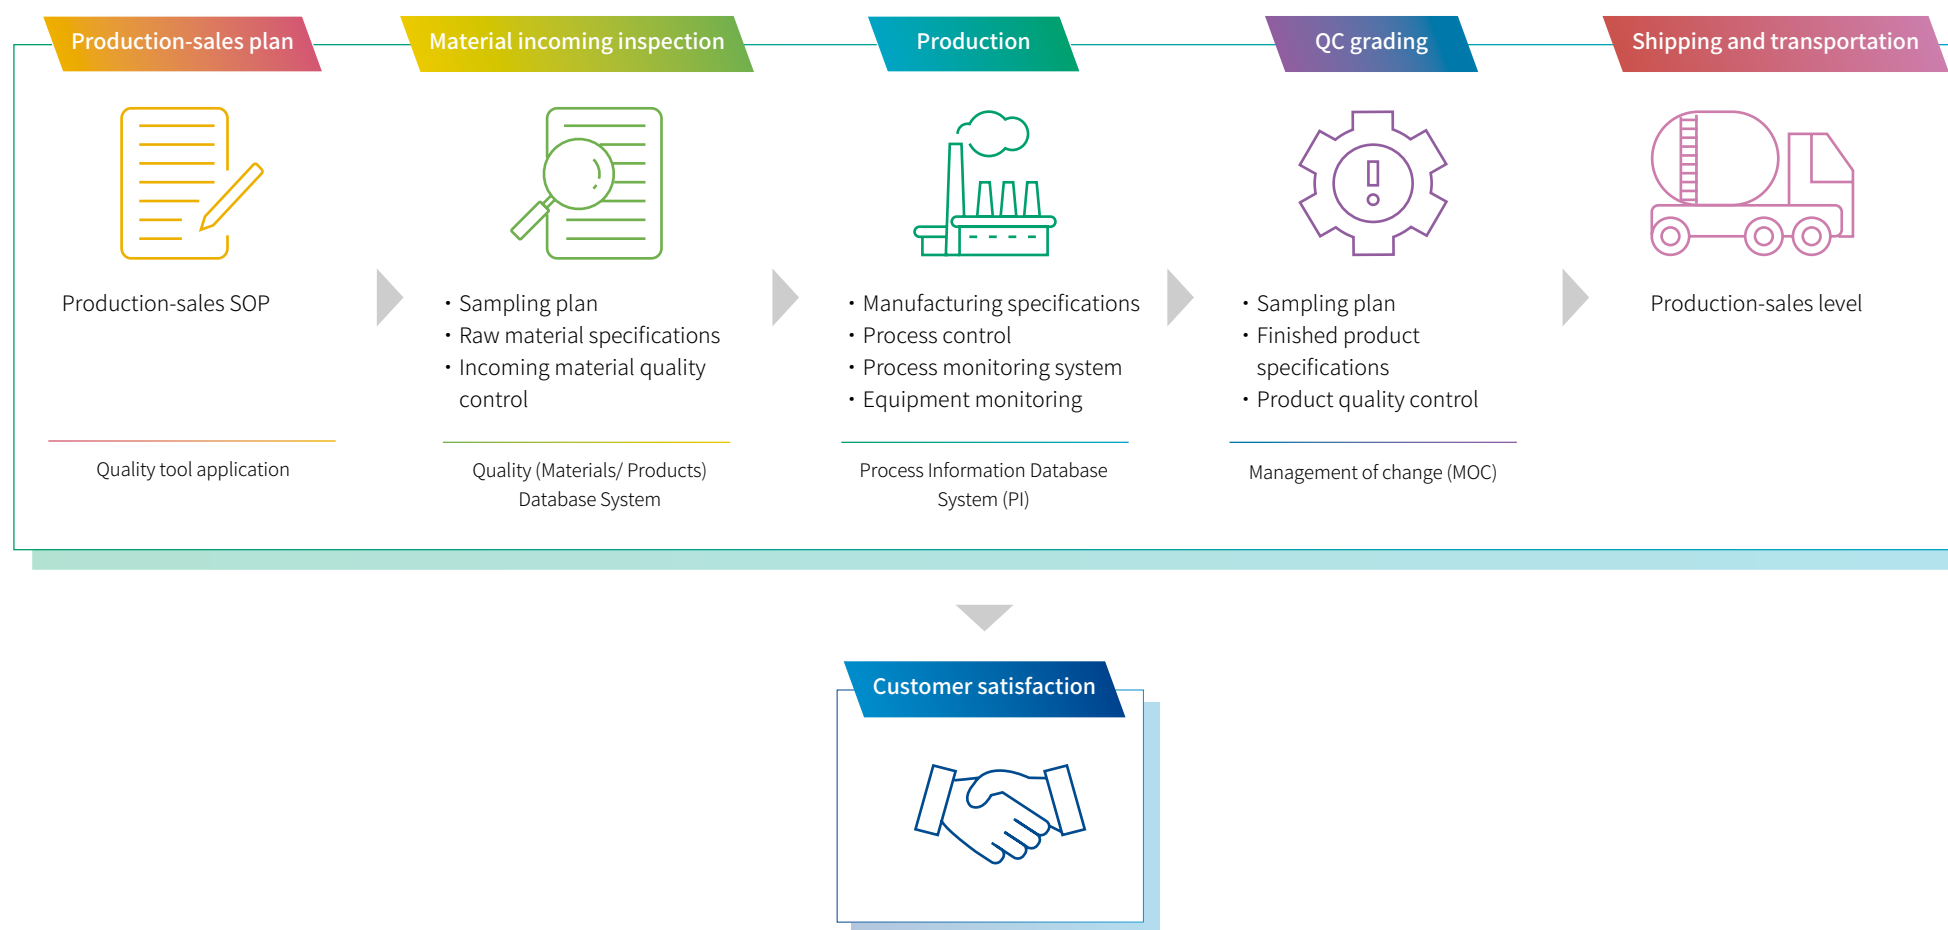 Production-sales plan
Production-sales SOP
Quality tool application
Material incoming inspection
・Sampling plan
・Raw material specifications
・Incoming material quality
control
Quality (Materials/ Products)
Database System
Production
・Manufacturing specifications
・Process control
・Process monitoring system
・Equipment monitoring
Process Information Database
System (PI)
QC grading
・Sampling plan
・Finished product
specifications
・Product quality control
Management of change (MOC)
Shipping and transportation
Production-sales level
Customer satisfaction